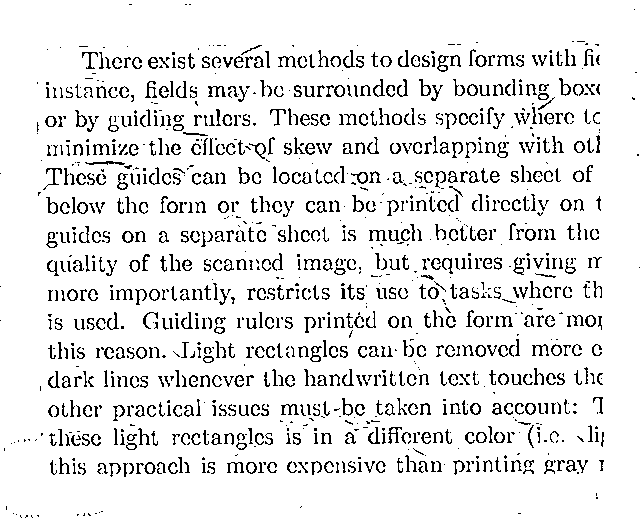 There exist several methods to design forms with fi
instance, fields may be surrounded by bounding box
or by guiding rulers. These methods specify where to
minimize the effect of skew and overlapping with ot
These guides can be located on a separate sheet of
below the form or they can be printed directly on t
guides on a separate sheet is much better from the
quality of the scanned image, but requires giving m
more importantly, restricts its use to tasks where th
is used. Guiding rulers printed on the form are mo
this reason. Light rectangles can be removed more e
dark lines whenever the handwritten text touches the
other practical issues must be taken into account: T
these light rectangles is in a different color (i.e. li
this approach is more expensive than printing gray r